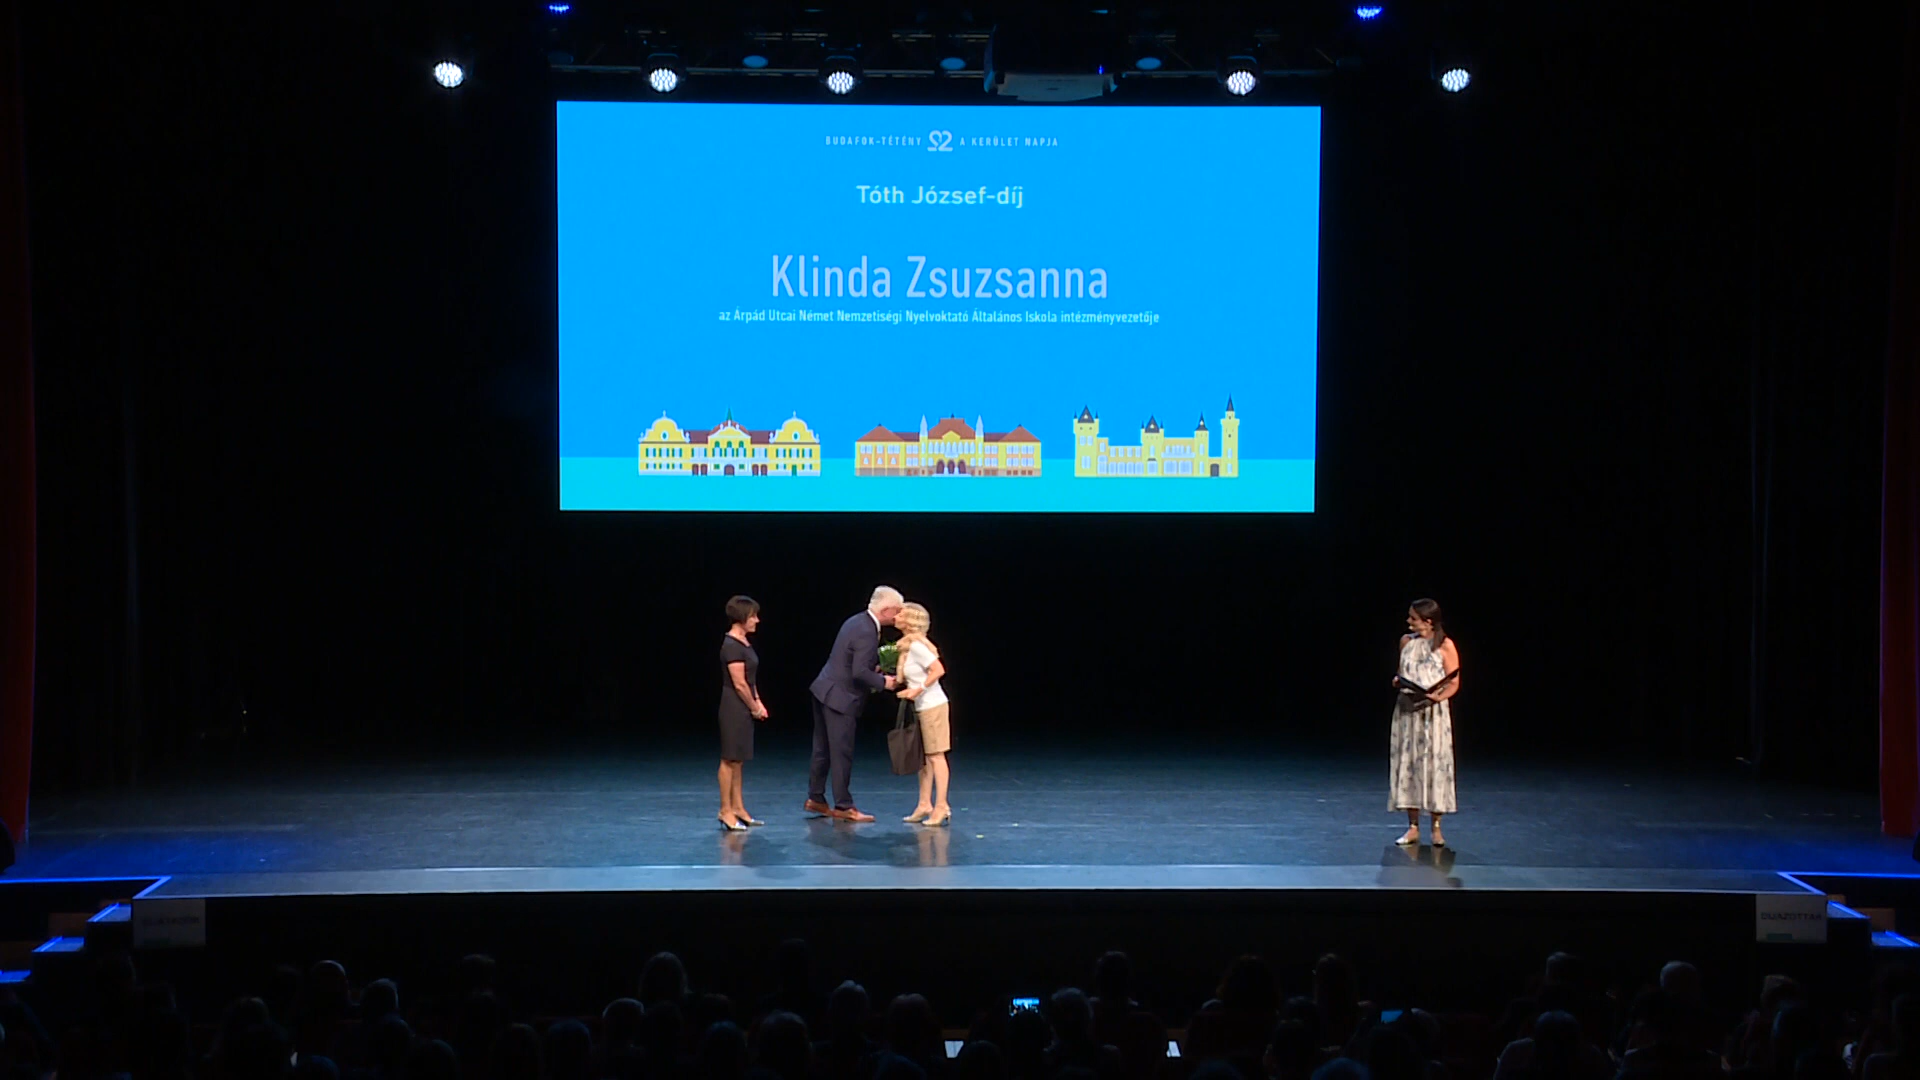 BUDAFOK-TÉTÉNY 22 A KERÜLET NAPJA
Tóth József-díj
Klinda Zsuzsanna
az Árpád Utcai Német Nemzetiségi Nyelvoktató Általános Iskola intézményvezetője
DÍJAZOTTAK